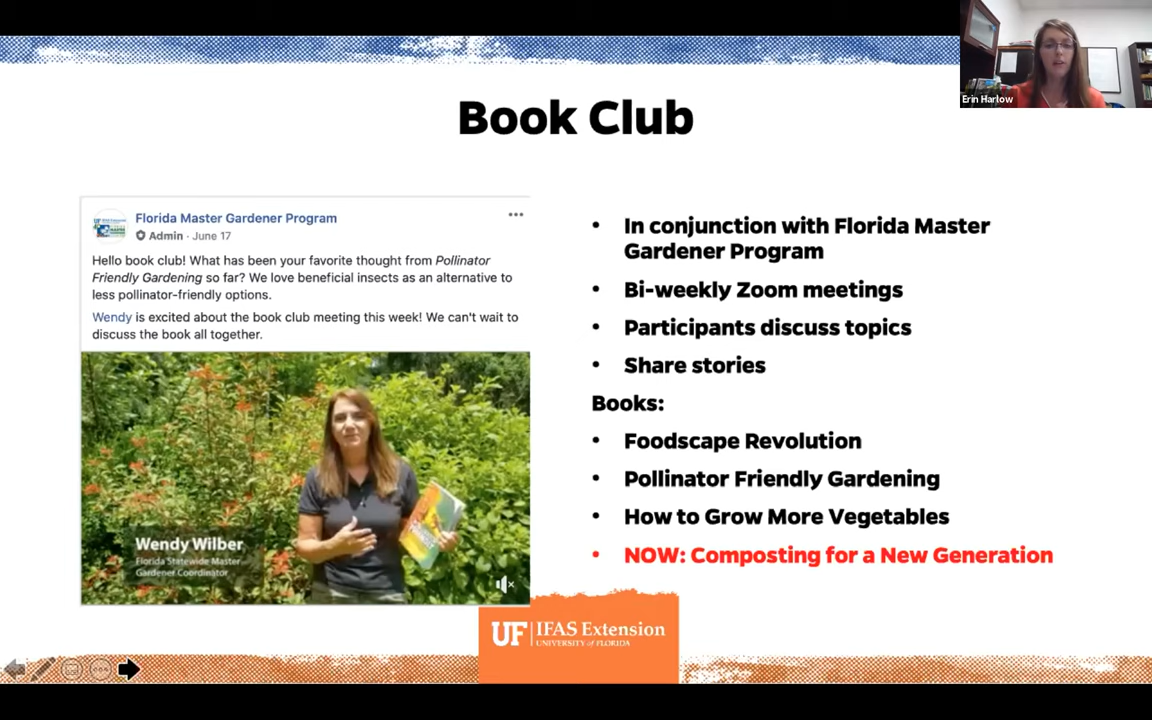 Erin Harlow
Book Club
Florida Master Gardener Program
Admin · June 17
Hello book club! What has been your favorite thought from Pollinator
Friendly Gardening so far? We love beneficial insects as an alternative to
less pollinator-friendly options.
Wendy is excited about the book club meeting this week! We can't wait to
discuss the book all together.
Wendy Wilber
Florida Statewide Master
Gardener Coordinator
• In conjunction with Florida Master
Gardener Program
• Bi-weekly Zoom meetings
• Participants discuss topics
• Share stories
Books:
• Foodscape Revolution
• Pollinator Friendly Gardening
• How to Grow More Vegetables
• NOW: Composting for a New Generation
UF IFAS Extension
UNIVERSITY of FLORIDA